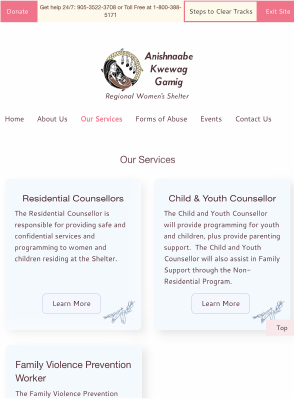 Donate
Get help 24/7: 905-3522-3708 or Toll Free at 1-800-388-
5171
Steps to Clear Tracks
Exit Site
Anishnaabe
Kwewag
Gamig
Regional Women's Shelter
Home About Us Our Services Forms of Abuse Events Contact Us
Our Services
Residential Counsellors
The Residential Counsellor is
responsible for providing safe and
confidential services and
programming to women and
children residing at the Shelter.
Learn More
Child & Youth Counsellor
The Child and Youth Counsellor
will provide programming for youth
and children, plus provide parenting
support. The Child and Youth
Counsellor will also assist in Family
Support through the Non-
Residential Program.
Learn More
Top
Family Violence Prevention
Worker
The Family Violence Prevention